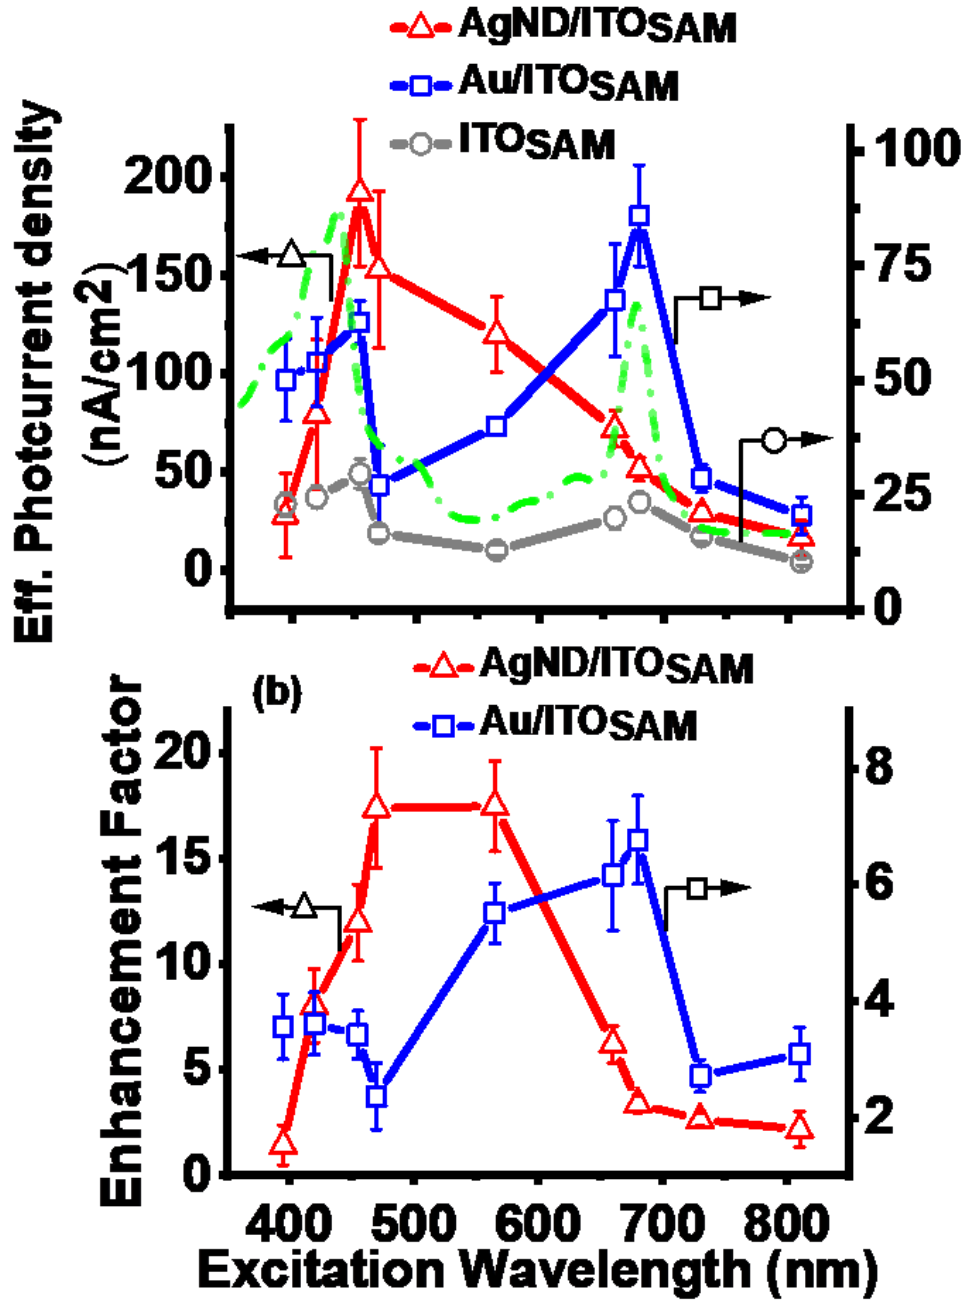 AgND/ITOSAM
Au/ITOSAM
ITOSAM
Eff. Photcurrent density
(nA/cm2)
200
150
100
50
0
100
75
50
25
0
(b)
AgND/ITOSAM
Au/ITOSAM
Enhancement Factor
20
15
10
5
0
8
6
4
2
400 500 600 700 800
Excitation Wavelength (nm)